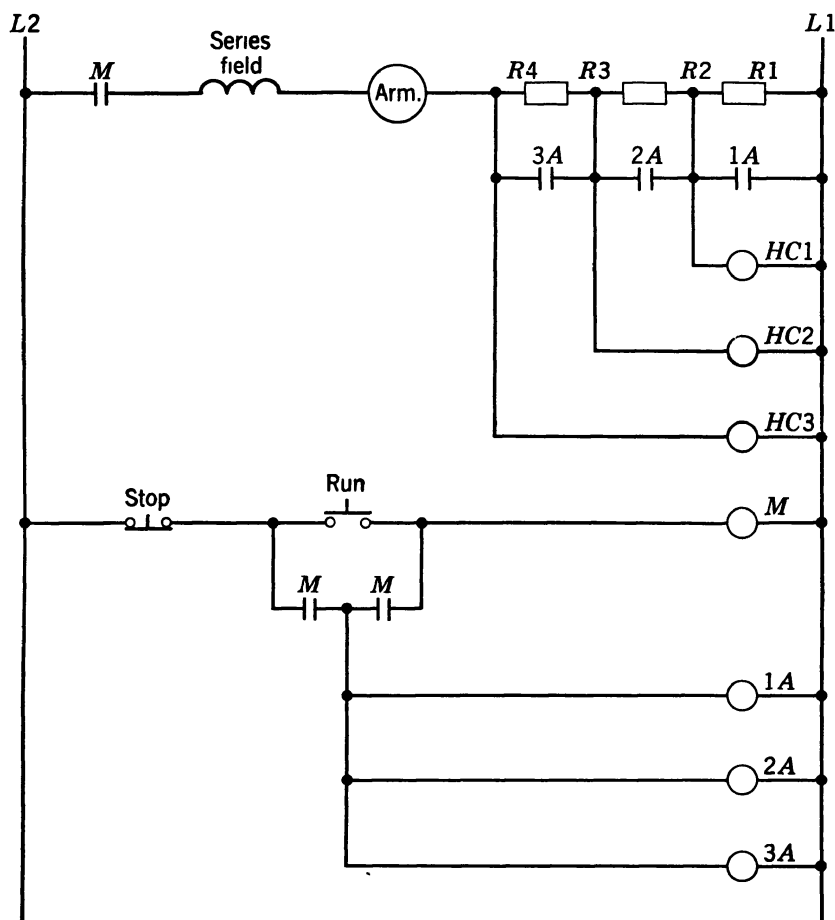 L2
L1
M
Series
field
Arm.
R4
R3
R2
R1
3A
2A
1A
HC1
HC2
HC3
Stop
Run
M
M
M
1A
2A
3A